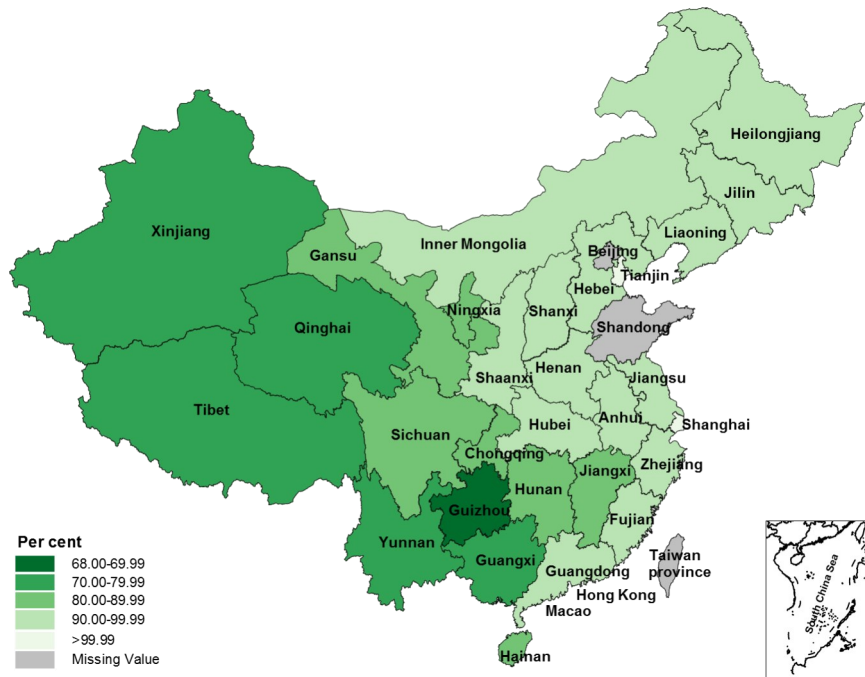 Heilongjiang
Jilin
Liaoning
Xinjiang
Gansu
Inner Mongolia
Beijing
Tianjin
Hebei
Ningxia
Shanxi
Qinghai
Shandong
Shaanxi
Henan
Jiangsu
Tibet
Hubei
Anhui
Shanghai
Sichuan
Chongqing
Jiangxi
Zhejiang
Hunan
Guizhou
Fujian
Yunnan
Guangxi
Taiwan
province
Guangdong
Hong Kong
Macao
Hainan
Per cent
68.00-69.99
70.00-79.99
80.00-89.99
90.00-99.99
>99.99
Missing Value
South China Sea